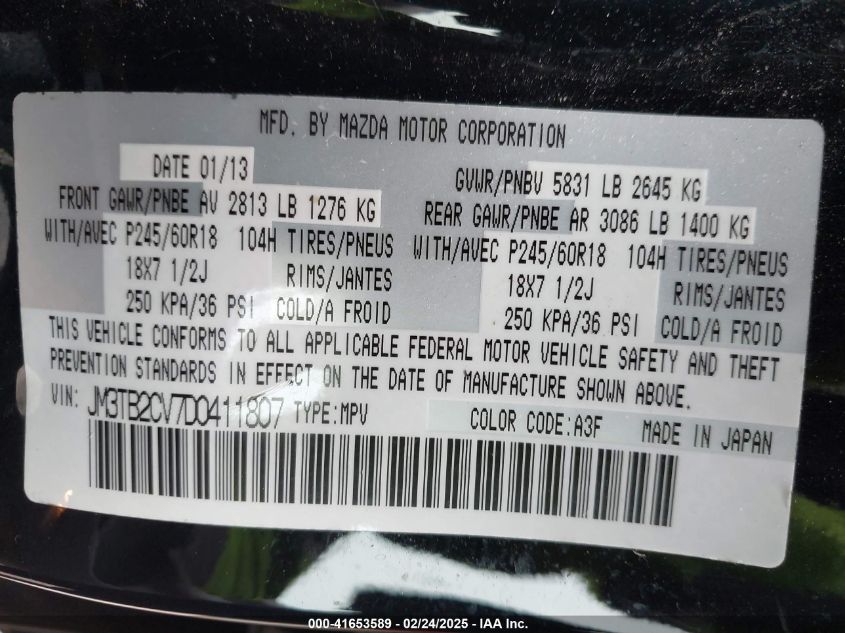 MFD. BY MAZDA MOTOR CORPORATION
DATE 01/13 GVWR/PNBV 5831 LB 2645 KG
FRONT GAWR/PNBE AV 2813 LB 1276 KG REAR GAWR/PNBE AR 3086 LB 1400 KG
WITH/AVEC P245/60R18 104H TIRES/PNEUS WITH/AVEC P245/60R18 104H TIRES/PNEUS
18X7 1/2J RIMS/JANTES 18X7 1/2J RIMS/JANTES
250 KPA/36 PSI COLD/A FROID 250 KPA/36 PSI COLD/A FROID
THIS VEHICLE CONFORMS TO ALL APPLICABLE FEDERAL MOTOR VEHICLE SAFETY AND THEFT
PREVENTION STANDARDS IN EFFECT ON THE DATE OF MANUFACTURE SHOWN ABOVE.
VIN: JM3TB2CV7D0411807 TYPE:MPV COLOR CODE:A3F MADE IN JAPAN
000-41653589 - 02/24/2025 - IAA Inc.